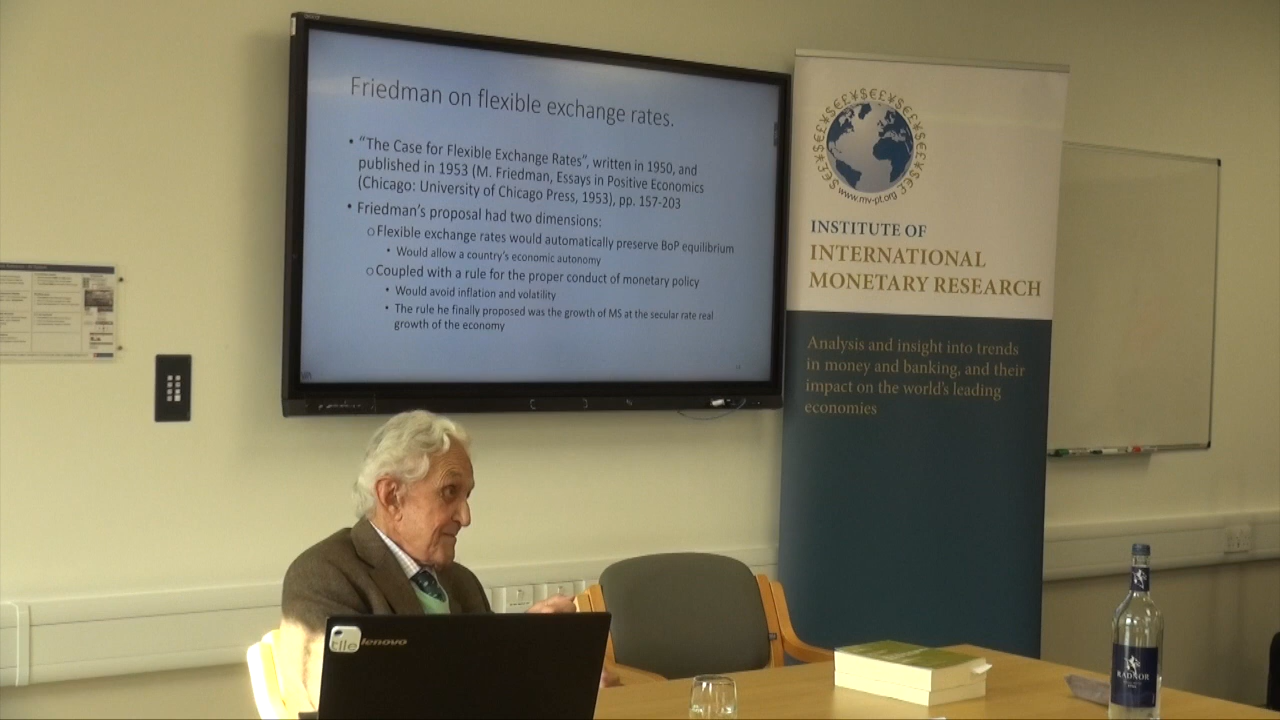 Friedman on flexible exchange rates.
• "The Case for Flexible Exchange Rates", written in 1950, and
published in 1953 (M. Friedman, Essays in Positive Economics
(Chicago: University of Chicago Press, 1953), pp. 157-203
• Friedman's proposal had two dimensions:
o Flexible exchange rates would automatically preserve BoP equilibrium
• Would allow a country's economic autonomy
o Coupled with a rule for the proper conduct of monetary policy
• Would avoid inflation and volatility
• The rule he finally proposed was the growth of MS at the secular rate real
growth of the economy
www.mv-pt.org
INSTITUTE OF
INTERNATIONAL
MONETARY RESEARCH
Analysis and insight into trends
in money and banking, and their
impact on the world's leading
economies
lenovo
RADNOR